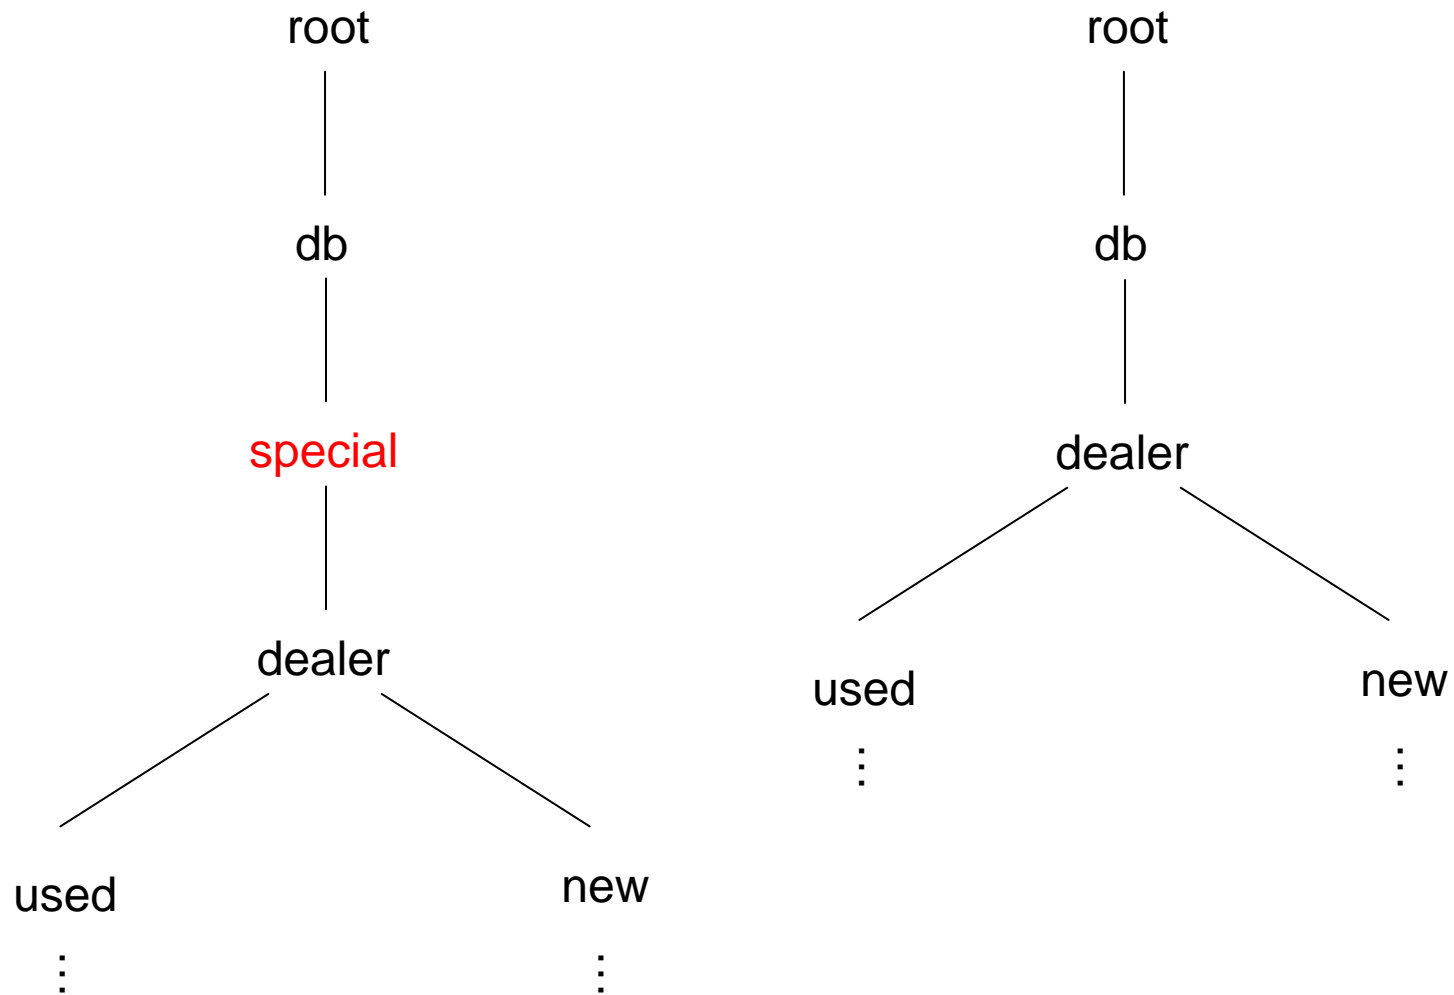 root
db
special
dealer
used
new
⋮
⋮
root
db
dealer
used
new
⋮
⋮